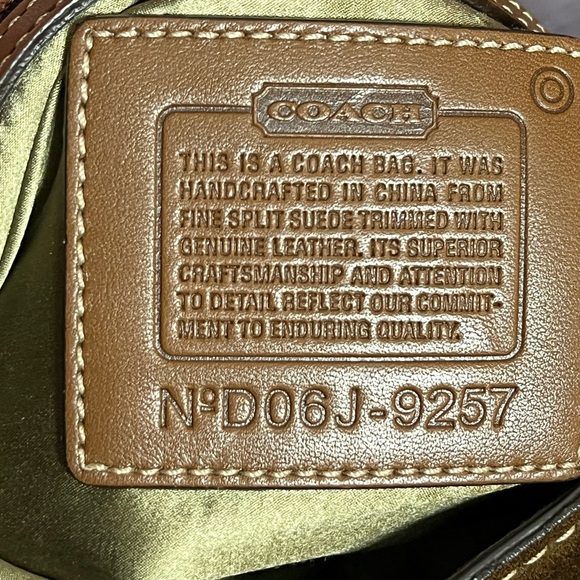 COACH
THIS IS A COACH BAG. IT WAS
HANDCRAFTED IN CHINA FROM
FINE SPLIT SUEDE TRIMMED WITH
GENUINE LEATHER. ITS SUPERIOR
CRAFTSMANSHIP AND ATTENTION
TO DETAIL REFLECT OUR COMMIT-
MENT TO ENDURING QUALITY.
NºD06J-9257